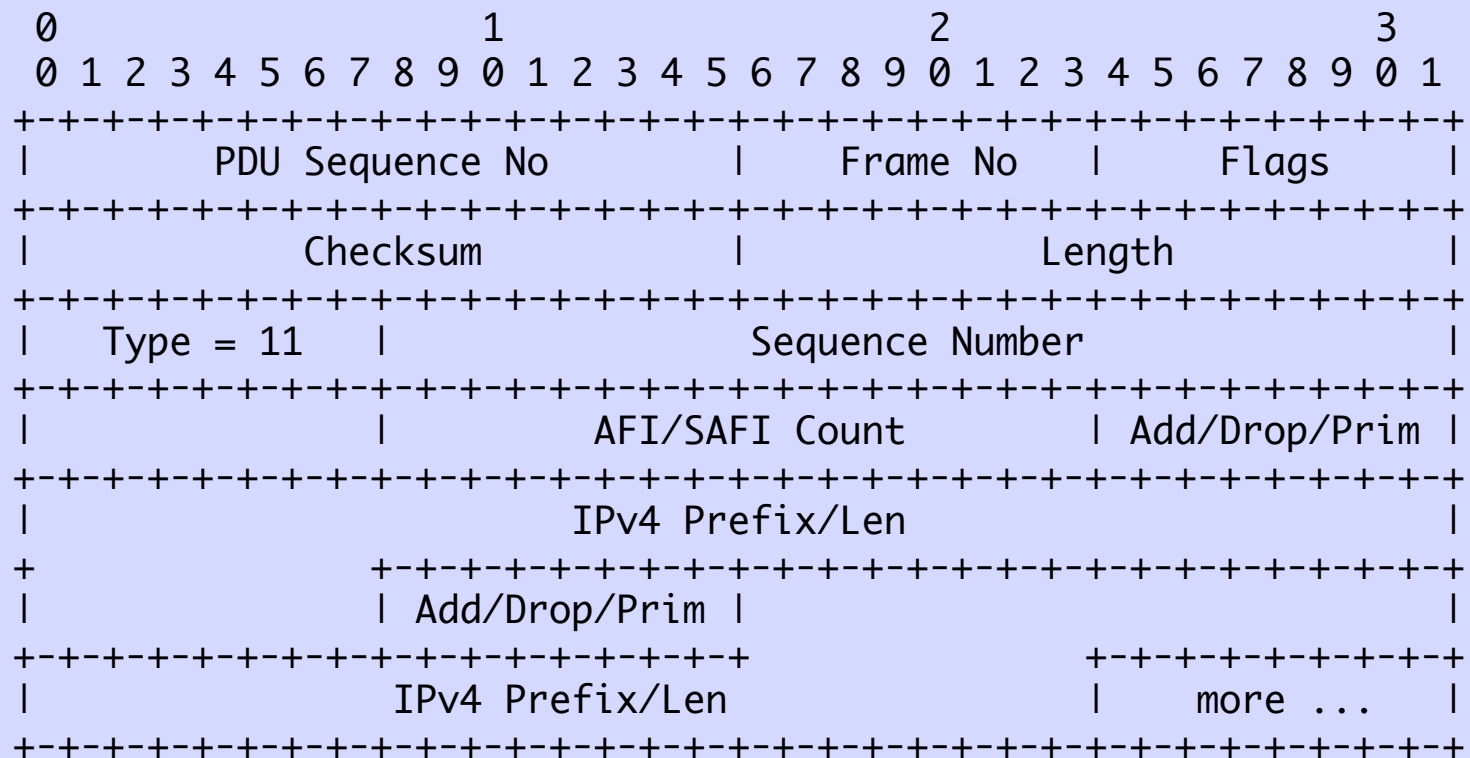 0                   1                   2                   3
 0 1 2 3 4 5 6 7 8 9 0 1 2 3 4 5 6 7 8 9 0 1 2 3 4 5 6 7 8 9 0 1
+-+-+-+-+-+-+-+-+-+-+-+-+-+-+-+-+-+-+-+-+-+-+-+-+-+-+-+-+-+-+-+-+
|        PDU Sequence No        |    Frame No   |     Flags     |
+-+-+-+-+-+-+-+-+-+-+-+-+-+-+-+-+-+-+-+-+-+-+-+-+-+-+-+-+-+-+-+-+
|            Checksum           |             Length            |
+-+-+-+-+-+-+-+-+-+-+-+-+-+-+-+-+-+-+-+-+-+-+-+-+-+-+-+-+-+-+-+-+
|   Type = 11   |                Sequence Number                |
+-+-+-+-+-+-+-+-+-+-+-+-+-+-+-+-+-+-+-+-+-+-+-+-+-+-+-+-+-+-+-+-+
|               |         AFI/SAFI Count        | Add/Drop/Prim |
+-+-+-+-+-+-+-+-+-+-+-+-+-+-+-+-+-+-+-+-+-+-+-+-+-+-+-+-+-+-+-+-+
|                        IPv4 Prefix/Len                        |
+               +-+-+-+-+-+-+-+-+-+-+-+-+-+-+-+-+-+-+-+-+-+-+-+-+
|               | Add/Drop/Prim |                               |
+-+-+-+-+-+-+-+-+-+-+-+-+-+-+-+-+               +-+-+-+-+-+-+-+-+
|                IPv4 Prefix/Len                |    more ...   |
+-+-+-+-+-+-+-+-+-+-+-+-+-+-+-+-+-+-+-+-+-+-+-+-+-+-+-+-+-+-+-+-+